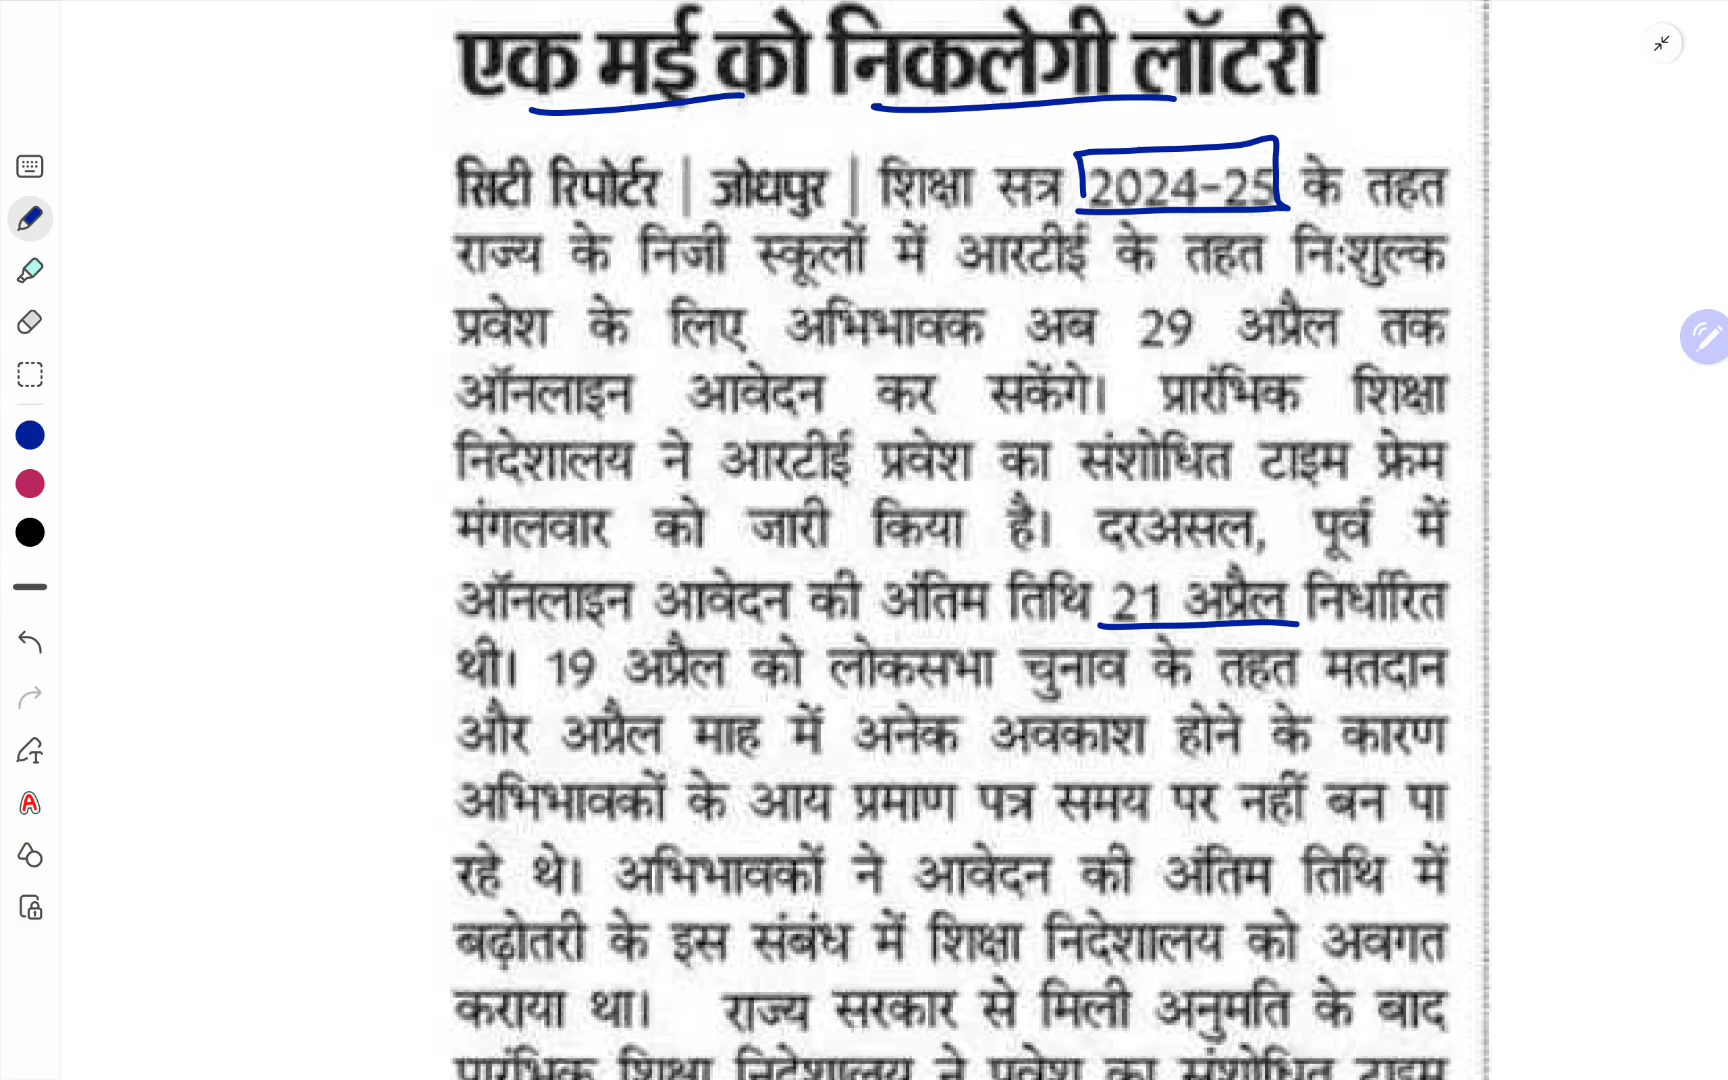 एक मई को निकलेगी लॉटरी
सिटी रिपोर्टर | जोधपुर | शिक्षा सत्र 2024-25 के तहत
राज्य के निजी स्कूलों में आरटीई के तहत नि:शुल्क
प्रवेश के लिए अभिभावक अब 29 अप्रैल तक
ऑनलाइन आवेदन कर सकेंगे। प्रारंभिक शिक्षा
निदेशालय ने आरटीई प्रवेश का संशोधित टाइम फ्रेम
मंगलवार को जारी किया है। दरअसल, पूर्व में
ऑनलाइन आवेदन की अंतिम तिथि 21 अप्रैल निर्धारित
थी। 19 अप्रैल को लोकसभा चुनाव के तहत मतदान
और अप्रैल माह में अनेक अवकाश होने के कारण
अभिभावकों के आय प्रमाण पत्र समय पर नहीं बन पा
रहे थे। अभिभावकों ने आवेदन की अंतिम तिथि में
बढ़ोतरी के इस संबंध में शिक्षा निदेशालय को अवगत
कराया था। राज्य सरकार से मिली अनुमति के बाद
प्रारंभिक शिक्षा निदेशालय ने प्रवेश का संशोधित टाइम